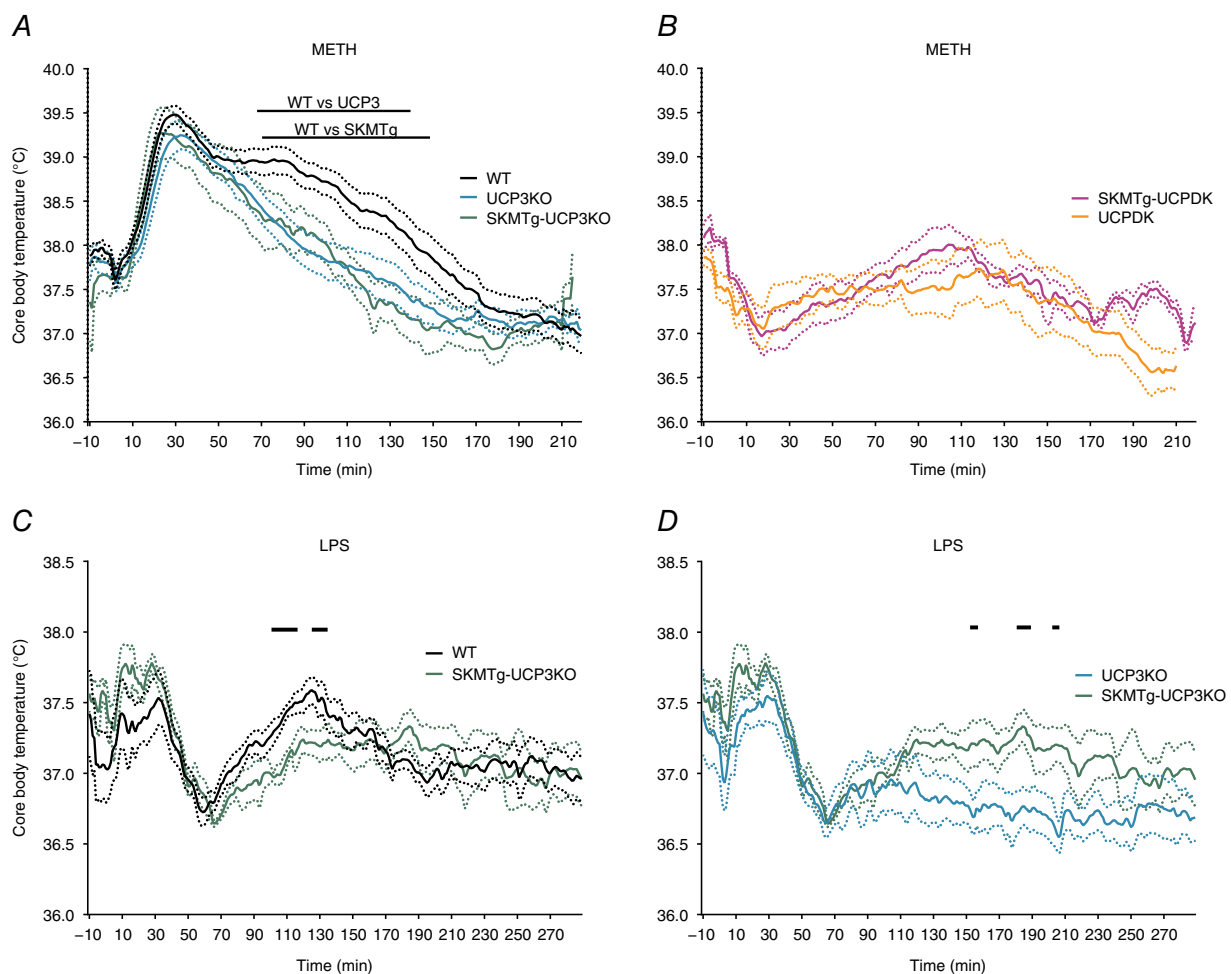 A
METH
Core body temperature (°C)
40.0
39.5
39.0
38.5
38.0
37.5
37.0
36.5
36.0
WT vs UCP3
WT vs SKMTg
WT
UCP3KO
SKMTg-UCP3KO
−10 10 30 50 70 90 110 130 150 170 190 210
Time (min)
B
METH
40.0
39.5
39.0
38.5
38.0
37.5
37.0
36.5
36.0
SKMTg-UCPDK
UCPDK
−10 10 30 50 70 90 110 130 150 170 190 210
Time (min)
C
LPS
Core body temperature (°C)
38.5
38.0
37.5
37.0
36.5
36.0
WT
SKMTg-UCP3KO
−10 10 30 50 70 90 110 130 150 170 190 210 230 250 270
Time (min)
D
LPS
38.5
38.0
37.5
37.0
36.5
36.0
UCP3KO
SKMTg-UCP3KO
−10 10 30 50 70 90 110 130 150 170 190 210 230 250 270
Time (min)